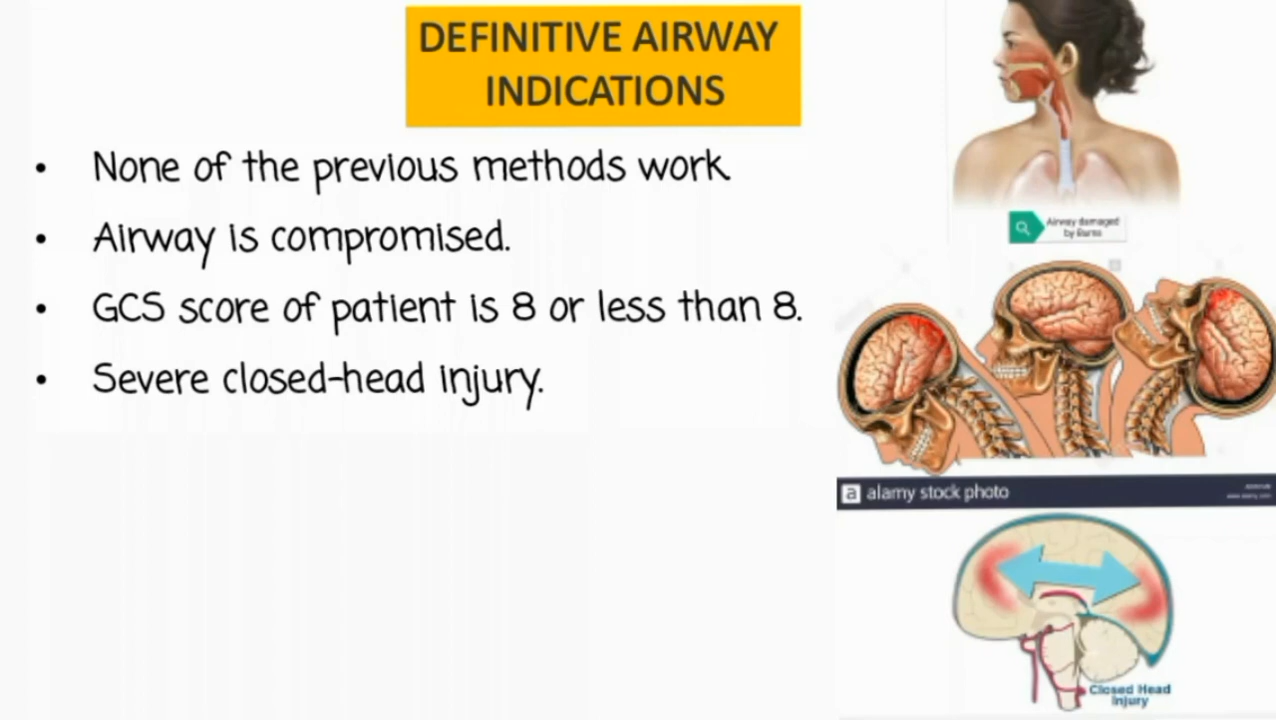 DEFINITIVE AIRWAY
INDICATIONS
• None of the previous methods work.
• Airway is compromised.
• GCS score of patient is 8 or less than 8.
• Severe closed-head injury.
Airway damaged
by Burns
a alamy stock photo
Closed Head
Injury